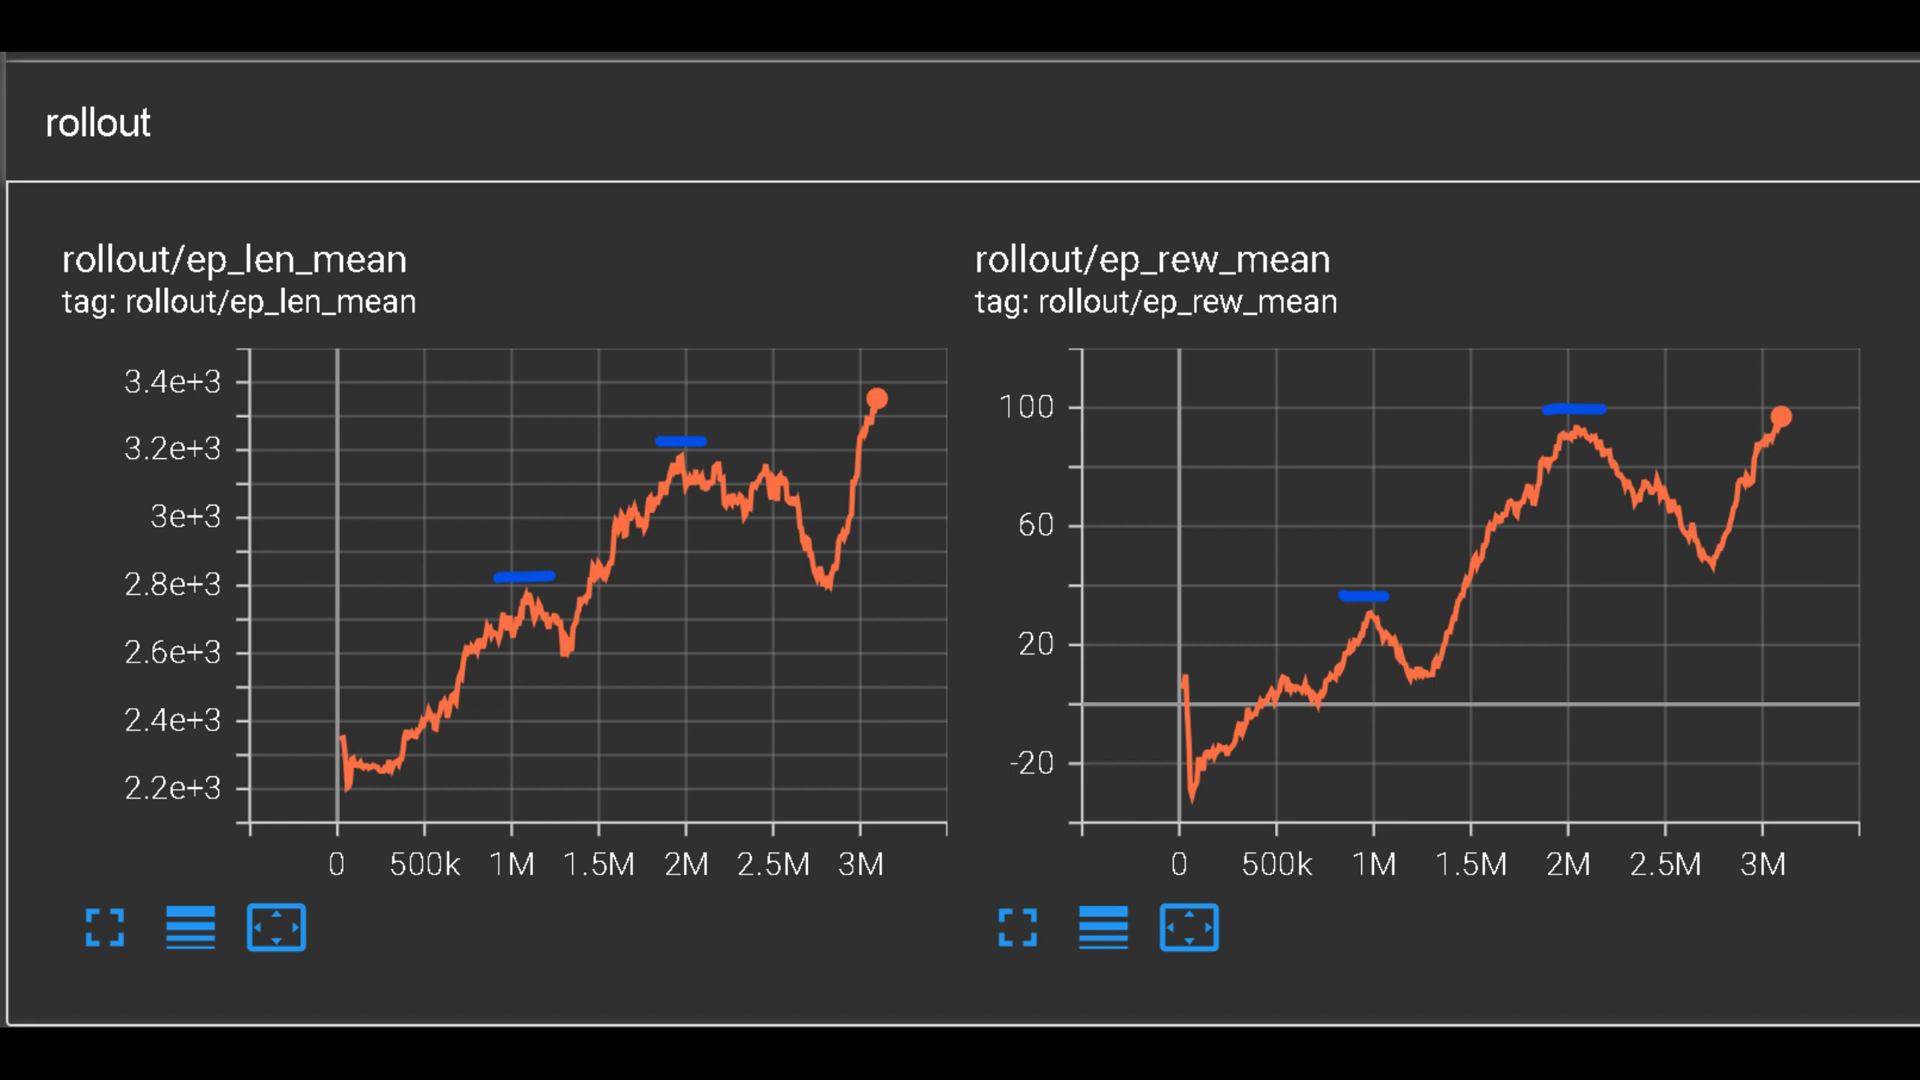 rollout
rollout/ep_len_mean
tag: rollout/ep_len_mean
3.4e+3
3.2e+3
3e+3
2.8e+3
2.6e+3
2.4e+3
2.2e+3
0 500k 1M 1.5M 2M 2.5M 3M
rollout/ep_rew_mean
tag: rollout/ep_rew_mean
100
60
20
-20
0 500k 1M 1.5M 2M 2.5M 3M